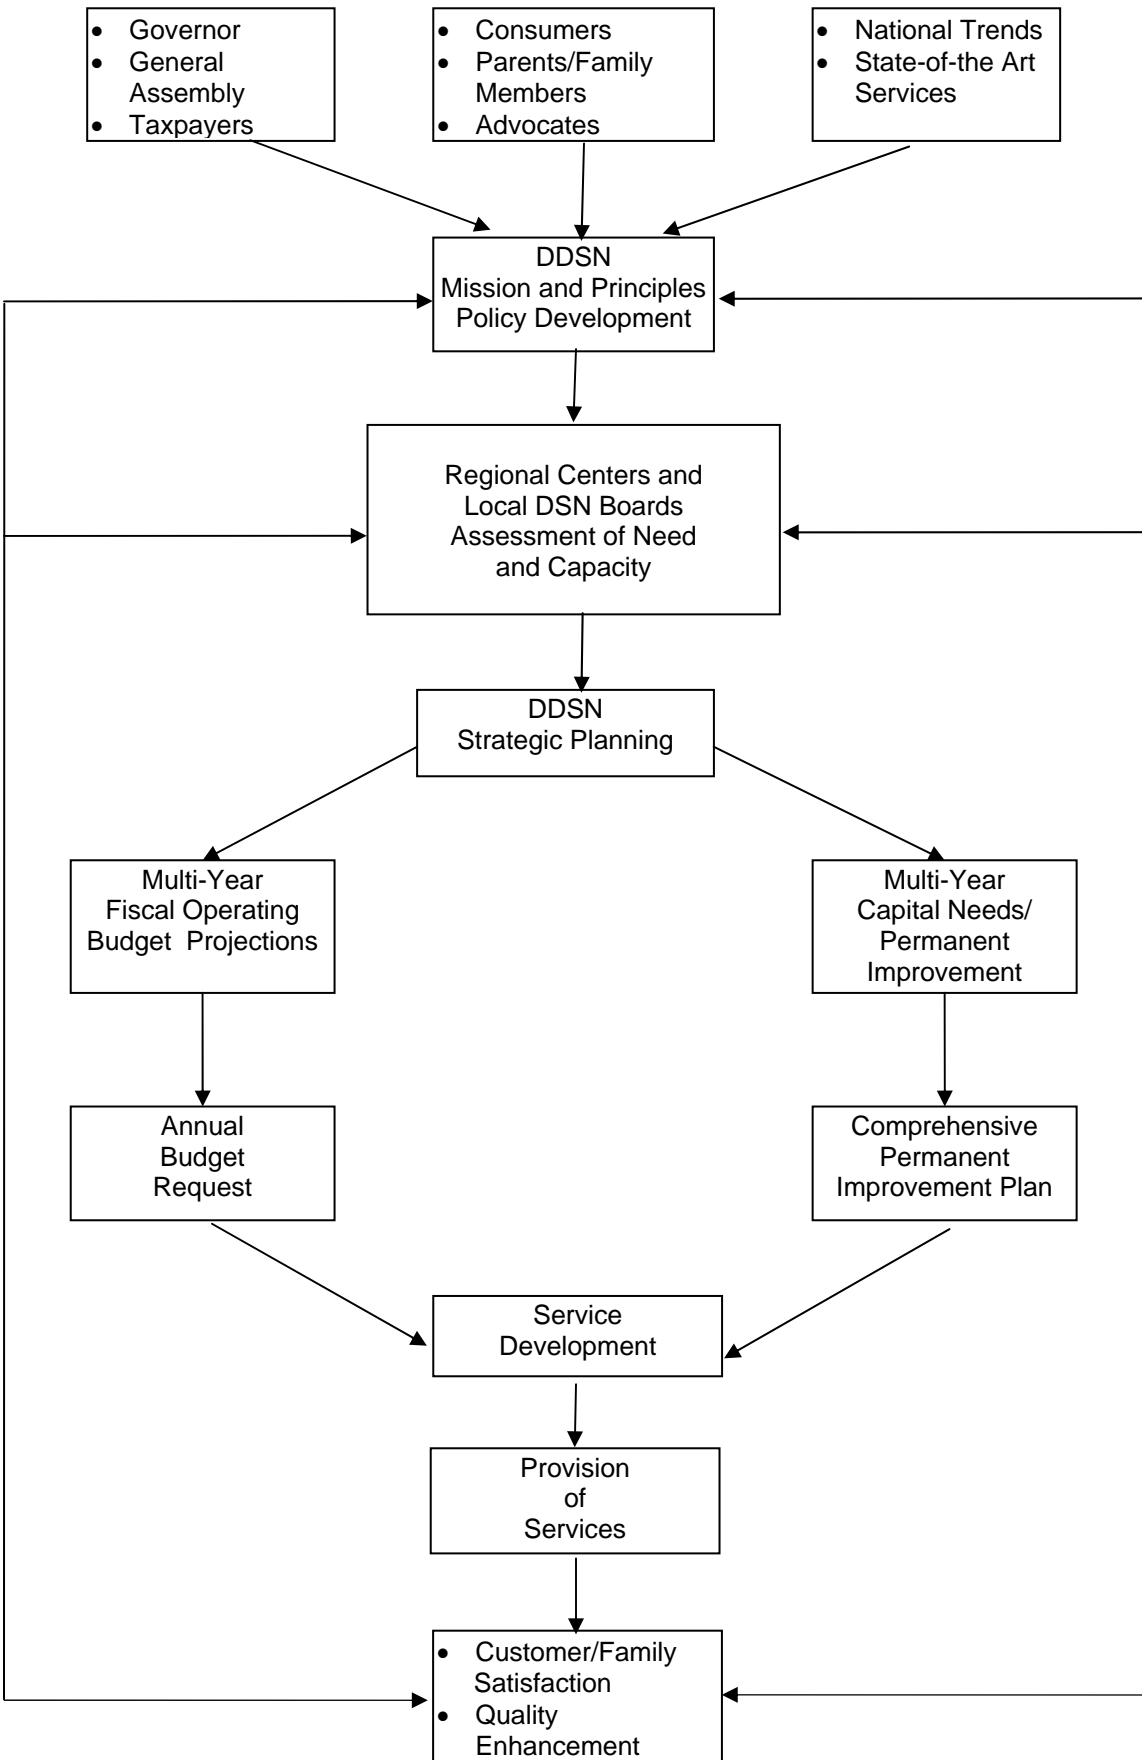 • Governor
• General
Assembly
• Taxpayers
• Consumers
• Parents/Family
Members
• Advocates
• National Trends
• State-of-the Art
Services
DDSN
Mission and Principles
Policy Development
Regional Centers and
Local DSN Boards
Assessment of Need
and Capacity
DDSN
Strategic Planning
Multi-Year
Fiscal Operating
Budget Projections
Multi-Year
Capital Needs/
Permanent
Improvement
Annual
Budget
Request
Comprehensive
Permanent
Improvement Plan
Service
Development
Provision
of
Services
• Customer/Family
Satisfaction
• Quality
Enhancement